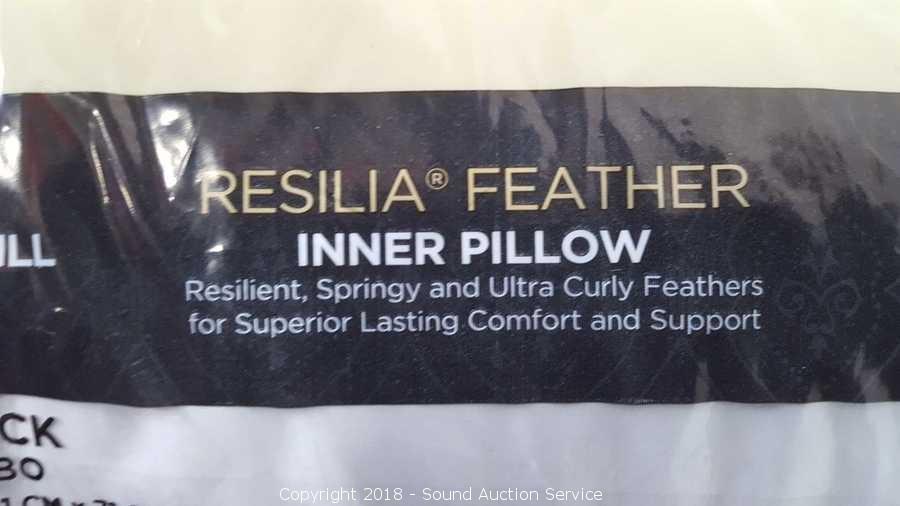 RESILIA® FEATHER
INNER PILLOW
Resilient, Springy and Ultra Curly Feathers
for Superior Lasting Comfort and Support
Copyright 2018 - Sound Auction Service